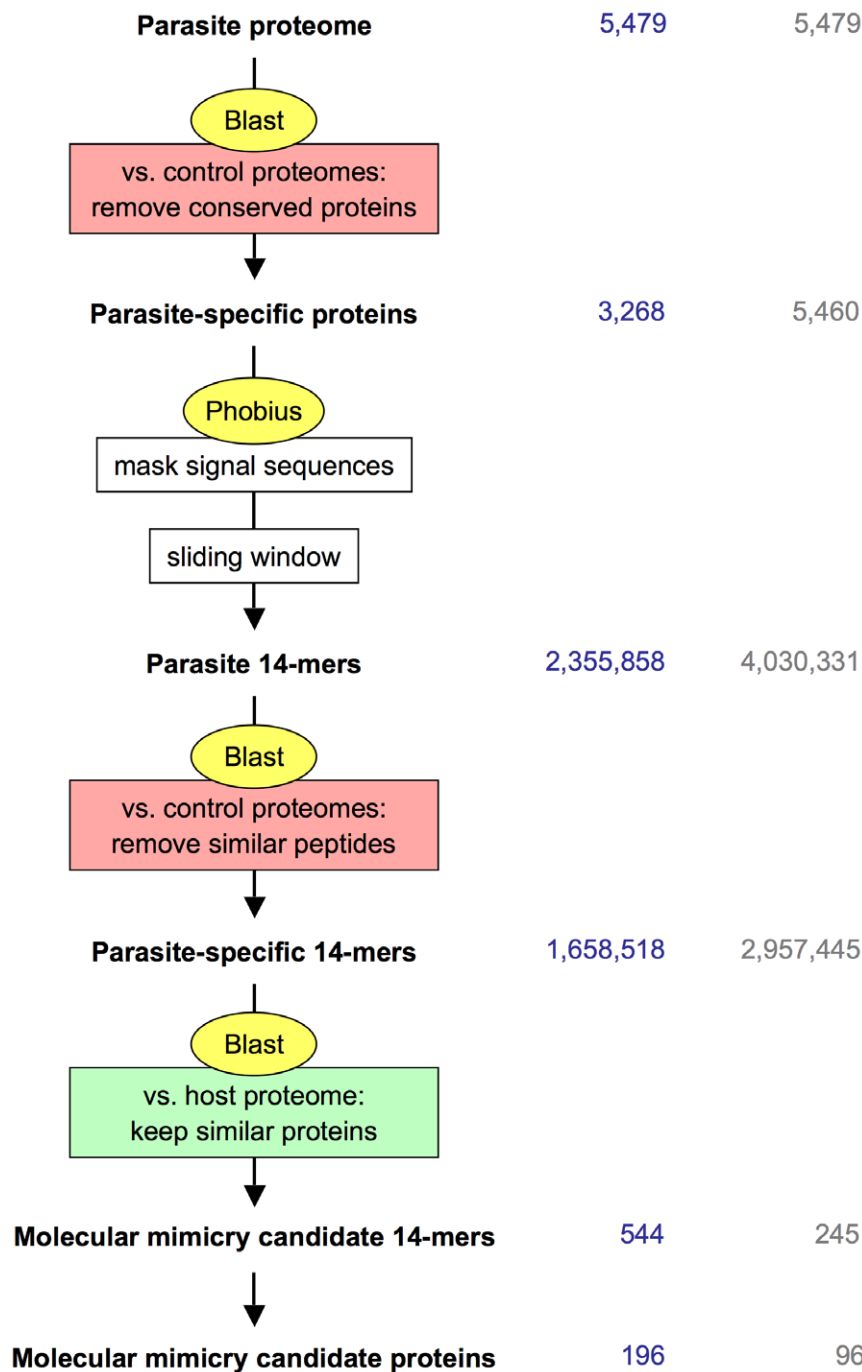 Parasite proteome 5,479 5,479
Blast
vs. control proteomes:
remove conserved proteins
Parasite-specific proteins 3,268 5,460
Phobius
mask signal sequences
sliding window
Parasite 14-mers 2,355,858 4,030,331
Blast
vs. control proteomes:
remove similar peptides
Parasite-specific 14-mers 1,658,518 2,957,445
Blast
vs. host proteome:
keep similar proteins
Molecular mimicry candidate 14-mers 544 245
Molecular mimicry candidate proteins 196 96